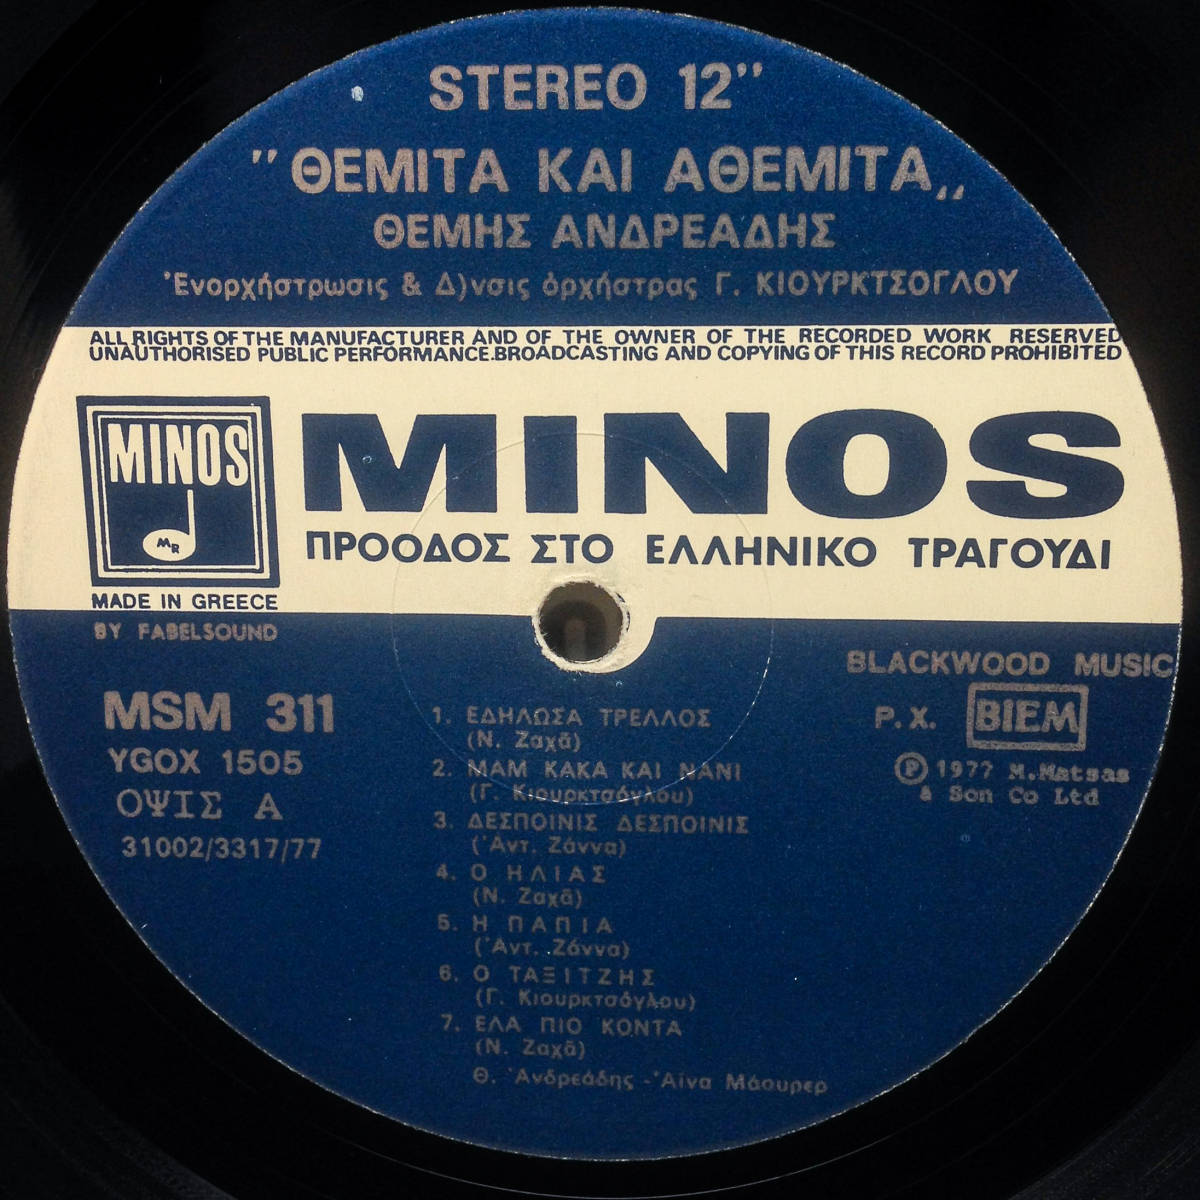 STEREO 12"
"ΘΕΜΙΤΑ ΚΑΙ ΑΘΕΜΙΤΑ„
ΘΕΜΗΣ ΑΝΔΡΕΑΔΗΣ
Ἐνορχήστρωσις & Δ)νσις ὀρχήστρας Γ. ΚΙΟΥΡΚΤΣΟΓΛΟΥ
ALL RIGHTS OF THE MANUFACTURER AND OF THE OWNER OF THE RECORDED WORK RESERVED
UNAUTHORISED PUBLIC PERFORMANCE.BROADCASTING AND COPYING OF THIS RECORD PROHIBITED
MINOS
MR
MINOS
ΠΡΟΟΔΟΣ ΣΤΟ ΕΛΛΗΝΙΚΟ ΤΡΑΓΟΥΔΙ
MADE IN GREECE
BY FABELSOUND
MSM 311
YGOX 1505
ΟΨΙΣ Α
31002/3317/77
BLACKWOOD MUSIC
P.X. BIEM
℗ 1977 M.Matsas
& Son Co Ltd
1. ΕΔΗΛΩΣΑ ΤΡΕΛΛΟΣ
(Ν. Ζαχᾶ)
2. ΜΑΜ ΚΑΚΑ ΚΑΙ ΝΑΝΙ
(Γ. Κιουρκτσόγλου)
3. ΔΕΣΠΟΙΝΙΣ ΔΕΣΠΟΙΝΙΣ
(Ἀντ. Ζάννα)
4. Ο ΗΛΙΑΣ
(Ν. Ζαχᾶ)
5. Η ΠΑΠΙΑ
(Ἀντ. Ζάννα)
6. Ο ΤΑΞΙΤΖΗΣ
(Γ. Κιουρκτσόγλου)
7. ΕΛΑ ΠΙΟ ΚΟΝΤΑ
(Ν. Ζαχᾶ)
Θ. Ἀνδρεάδης - Ἄϊνα Μάουρερ